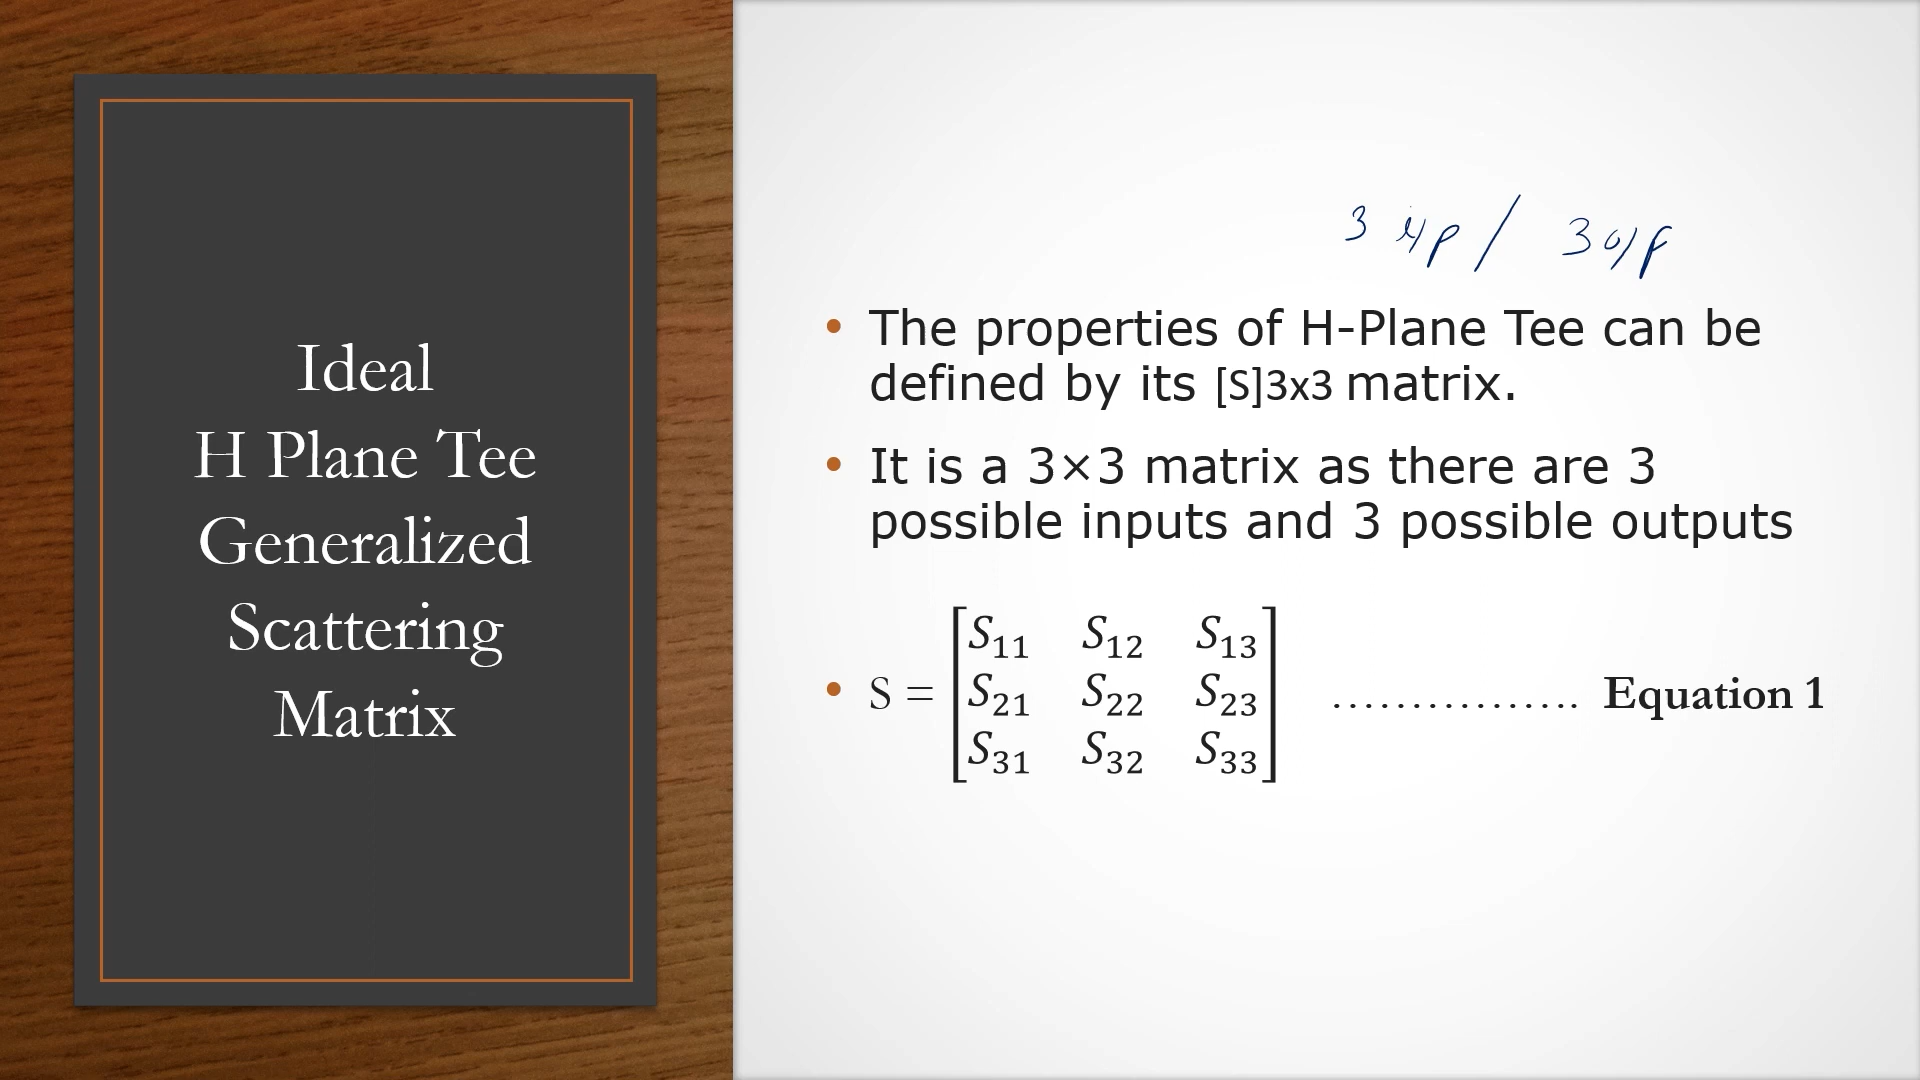 Ideal
H Plane Tee
Generalized
Scattering
Matrix
3 i/p / 3 o/p
• The properties of H-Plane Tee can be
defined by its [S]3x3 matrix.
• It is a 3×3 matrix as there are 3
possible inputs and 3 possible outputs
• S = [S11 S12 S13
S21 S22 S23
S31 S32 S33] ................ Equation 1